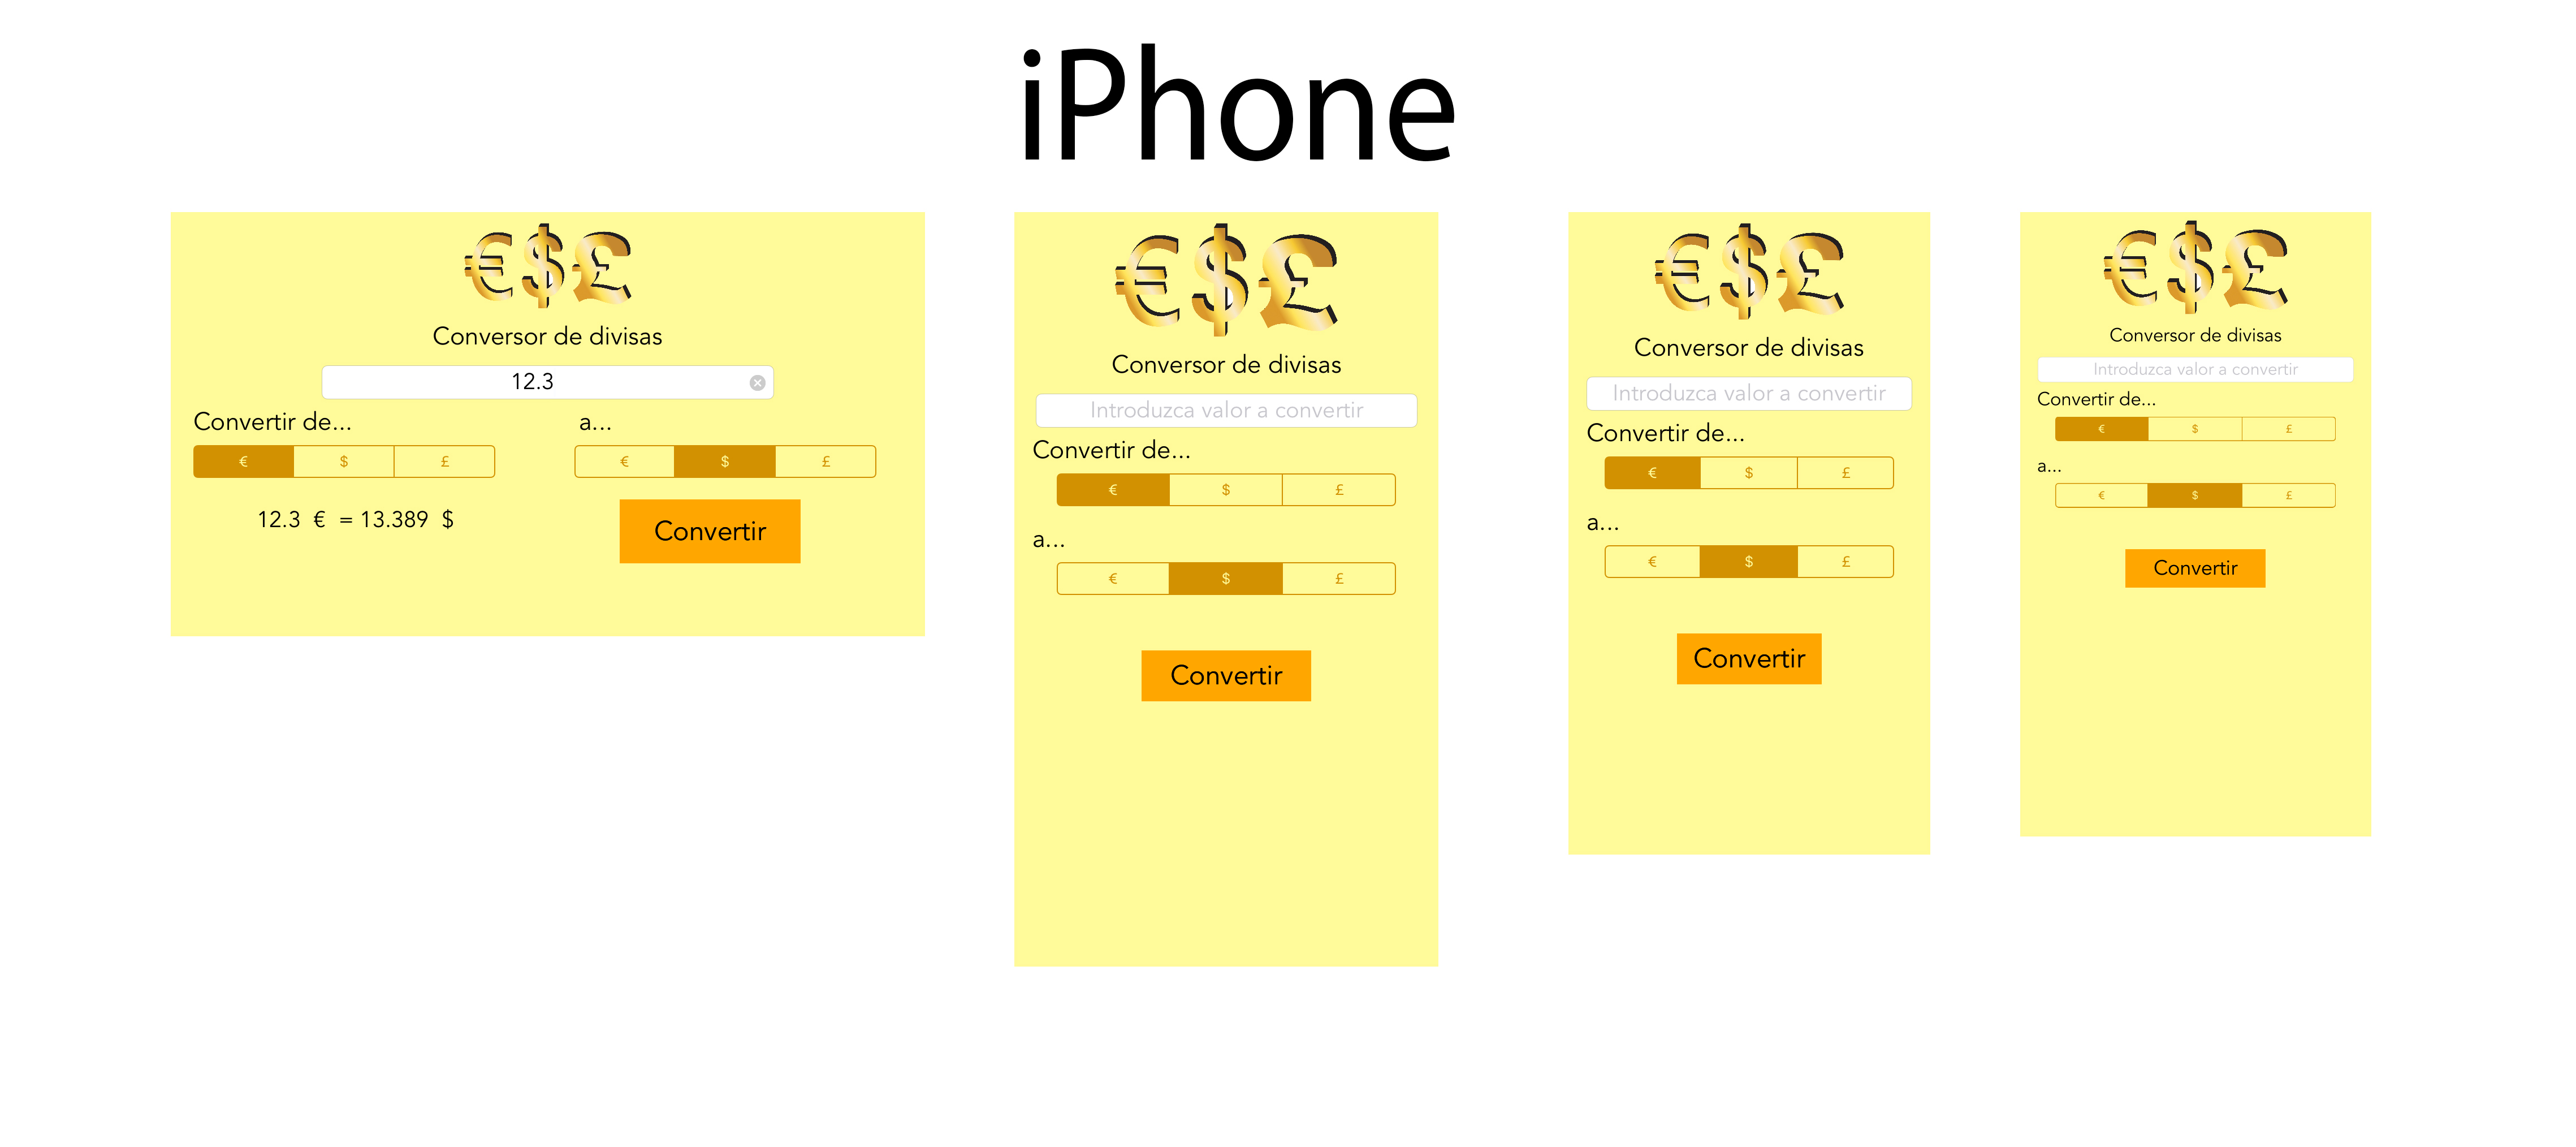 iPhone
€$£
Conversor de divisas
12.3
Convertir de...
a...
€ $ £
€ $ £
12.3 € = 13.389 $
Convertir
€$£
Conversor de divisas
Introduzca valor a convertir
Convertir de...
€ $ £
a...
€ $ £
Convertir
€$£
Conversor de divisas
Introduzca valor a convertir
Convertir de...
€ $ £
a...
€ $ £
Convertir
€$£
Conversor de divisas
Introduzca valor a convertir
Convertir de...
€ $ £
a...
€ $ £
Convertir